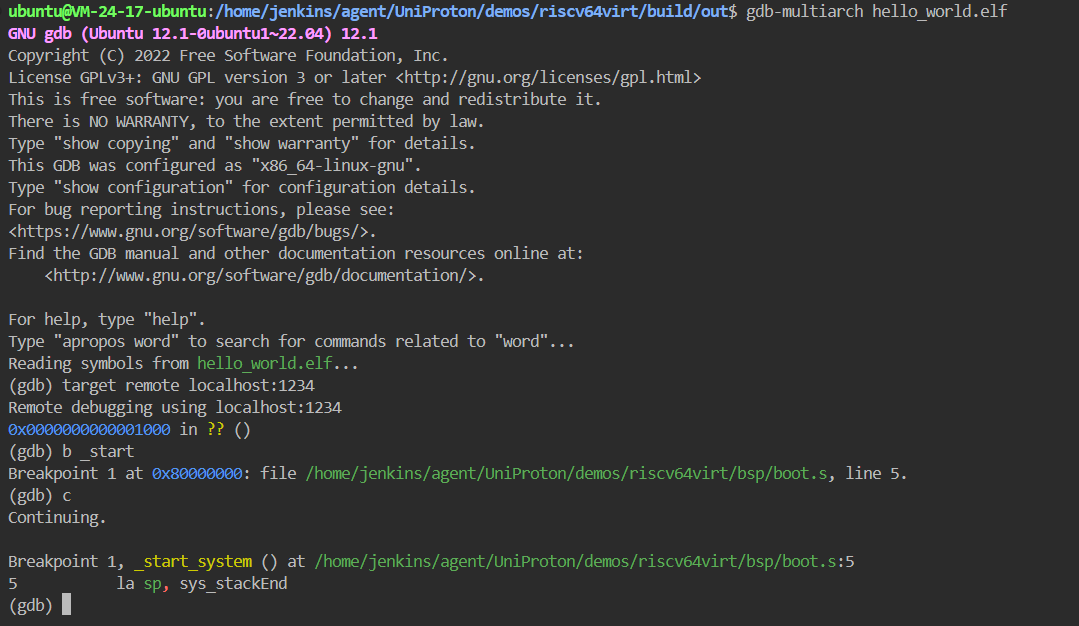 ubuntu@VM-24-17-ubuntu:/home/jenkins/agent/UniProton/demos/riscv64virt/build/out$ gdb-multiarch hello_world.elf
GNU gdb (Ubuntu 12.1-0ubuntu1~22.04) 12.1
Copyright (C) 2022 Free Software Foundation, Inc.
License GPLv3+: GNU GPL version 3 or later <http://gnu.org/licenses/gpl.html>
This is free software: you are free to change and redistribute it.
There is NO WARRANTY, to the extent permitted by law.
Type "show copying" and "show warranty" for details.
This GDB was configured as "x86_64-linux-gnu".
Type "show configuration" for configuration details.
For bug reporting instructions, please see:
<https://www.gnu.org/software/gdb/bugs/>.
Find the GDB manual and other documentation resources online at:
    <http://www.gnu.org/software/gdb/documentation/>.

For help, type "help".
Type "apropos word" to search for commands related to "word"...
Reading symbols from hello_world.elf...
(gdb) target remote localhost:1234
Remote debugging using localhost:1234
0x0000000000001000 in ?? ()
(gdb) b _start
Breakpoint 1 at 0x80000000: file /home/jenkins/agent/UniProton/demos/riscv64virt/bsp/boot.s, line 5.
(gdb) c
Continuing.

Breakpoint 1, _start_system () at /home/jenkins/agent/UniProton/demos/riscv64virt/bsp/boot.s:5
5           la sp, sys_stackEnd
(gdb)